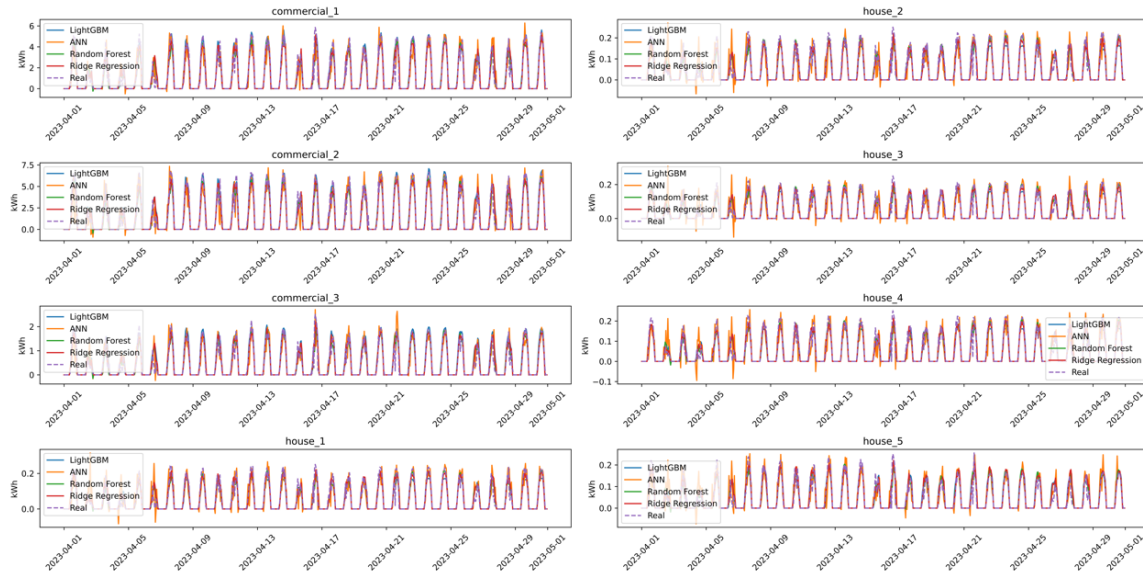 commercial_1
kWh
6
4
2
0
LightGBM
ANN
Random Forest
Ridge Regression
Real
2023-04-01
2023-04-05
2023-04-09
2023-04-13
2023-04-17
2023-04-21
2023-04-25
2023-04-29
2023-05-01
house_2
kWh
0.2
0.1
0.0
LightGBM
ANN
Random Forest
Ridge Regression
Real
2023-04-01
2023-04-05
2023-04-09
2023-04-13
2023-04-17
2023-04-21
2023-04-25
2023-04-29
2023-05-01
commercial_2
kWh
7.5
5.0
2.5
0.0
LightGBM
ANN
Random Forest
Ridge Regression
Real
2023-04-01
2023-04-05
2023-04-09
2023-04-13
2023-04-17
2023-04-21
2023-04-25
2023-04-29
2023-05-01
house_3
kWh
0.2
0.0
LightGBM
ANN
Random Forest
Ridge Regression
Real
2023-04-01
2023-04-05
2023-04-09
2023-04-13
2023-04-17
2023-04-21
2023-04-25
2023-04-29
2023-05-01
commercial_3
kWh
2
1
0
LightGBM
ANN
Random Forest
Ridge Regression
Real
2023-04-01
2023-04-05
2023-04-09
2023-04-13
2023-04-17
2023-04-21
2023-04-25
2023-04-29
2023-05-01
house_4
kWh
0.2
0.1
0.0
−0.1
LightGBM
ANN
Random Forest
Ridge Regression
Real
2023-04-01
2023-04-05
2023-04-09
2023-04-13
2023-04-17
2023-04-21
2023-04-25
2023-04-29
2023-05-01
house_1
kWh
0.2
0.0
LightGBM
ANN
Random Forest
Ridge Regression
Real
2023-04-01
2023-04-05
2023-04-09
2023-04-13
2023-04-17
2023-04-21
2023-04-25
2023-04-29
2023-05-01
house_5
kWh
0.2
0.1
0.0
LightGBM
ANN
Random Forest
Ridge Regression
Real
2023-04-01
2023-04-05
2023-04-09
2023-04-13
2023-04-17
2023-04-21
2023-04-25
2023-04-29
2023-05-01